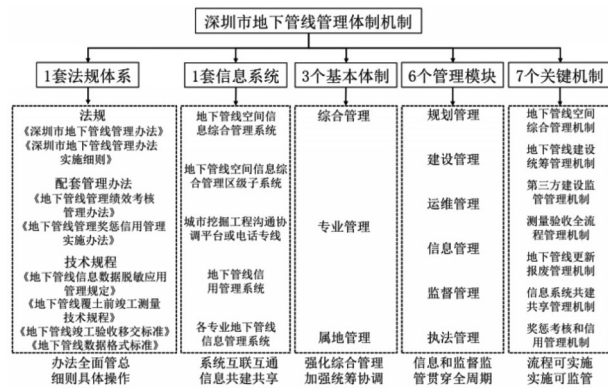 深圳市地下管线管理体制机制
1套法规体系
1套信息系统
3个基本体制
6个管理模块
7个关键机制
法规
《深圳市地下管线管理办法》
《深圳市地下管线管理办法
实施细则》
配套管理办法
《地下管线管理绩效考核
管理办法》
《地下管线管理奖惩信用管理
实施办法》
技术规程
《地下管线信息数据脱敏应用
管理规定》
《地下管线覆土前竣工测量
技术规程》
《地下管线竣工验收移交标准》
《地下管线数据格式标准》
办法全面管总
细则具体操作
地下管线空间信
息综合管理系统
地下管线空间信息综
合管理区级子系统
城市挖掘工程沟通协
调平台或电话专线
地下管线信
用管理系统
各专业地下管线
信息管理系统
系统互联互通
信息共建共享
综合管理
专业管理
属地管理
强化综合管理
加强统筹协调
规划管理
建设管理
运维管理
信息管理
监督管理
执法管理
信息和监督监
管贯穿全周期
地下管线空间
综合管理机制
地下管线建设
统筹管理机制
第三方建设监
管管理机制
测量验收全流
程管理机制
地下管线更新
报废管理机制
信息系统共建
共享管理机制
奖惩考核和信
用管理机制
流程可实施
实施可监管